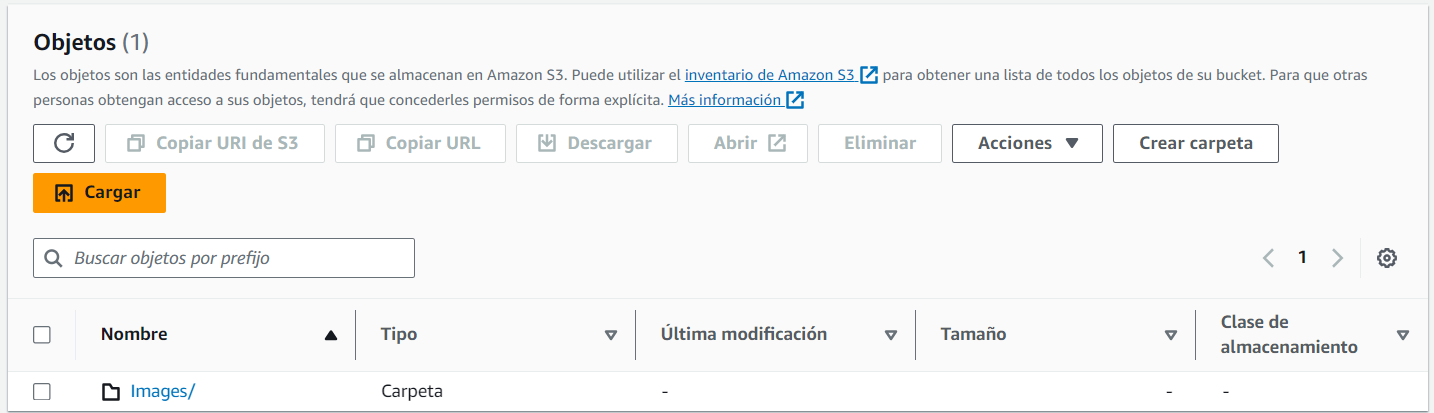 Objetos (1)
Los objetos son las entidades fundamentales que se almacenan en Amazon S3. Puede utilizar el inventario de Amazon S3 para obtener una lista de todos los objetos de su bucket. Para que otras
personas obtengan acceso a sus objetos, tendrá que concederles permisos de forma explícita. Más información
Copiar URI de S3 Copiar URL Descargar Abrir Eliminar Acciones Crear carpeta
Cargar
Buscar objetos por prefijo 1
Nombre Tipo Última modificación Tamaño Clase de
almacenamiento
Images/ Carpeta - - -